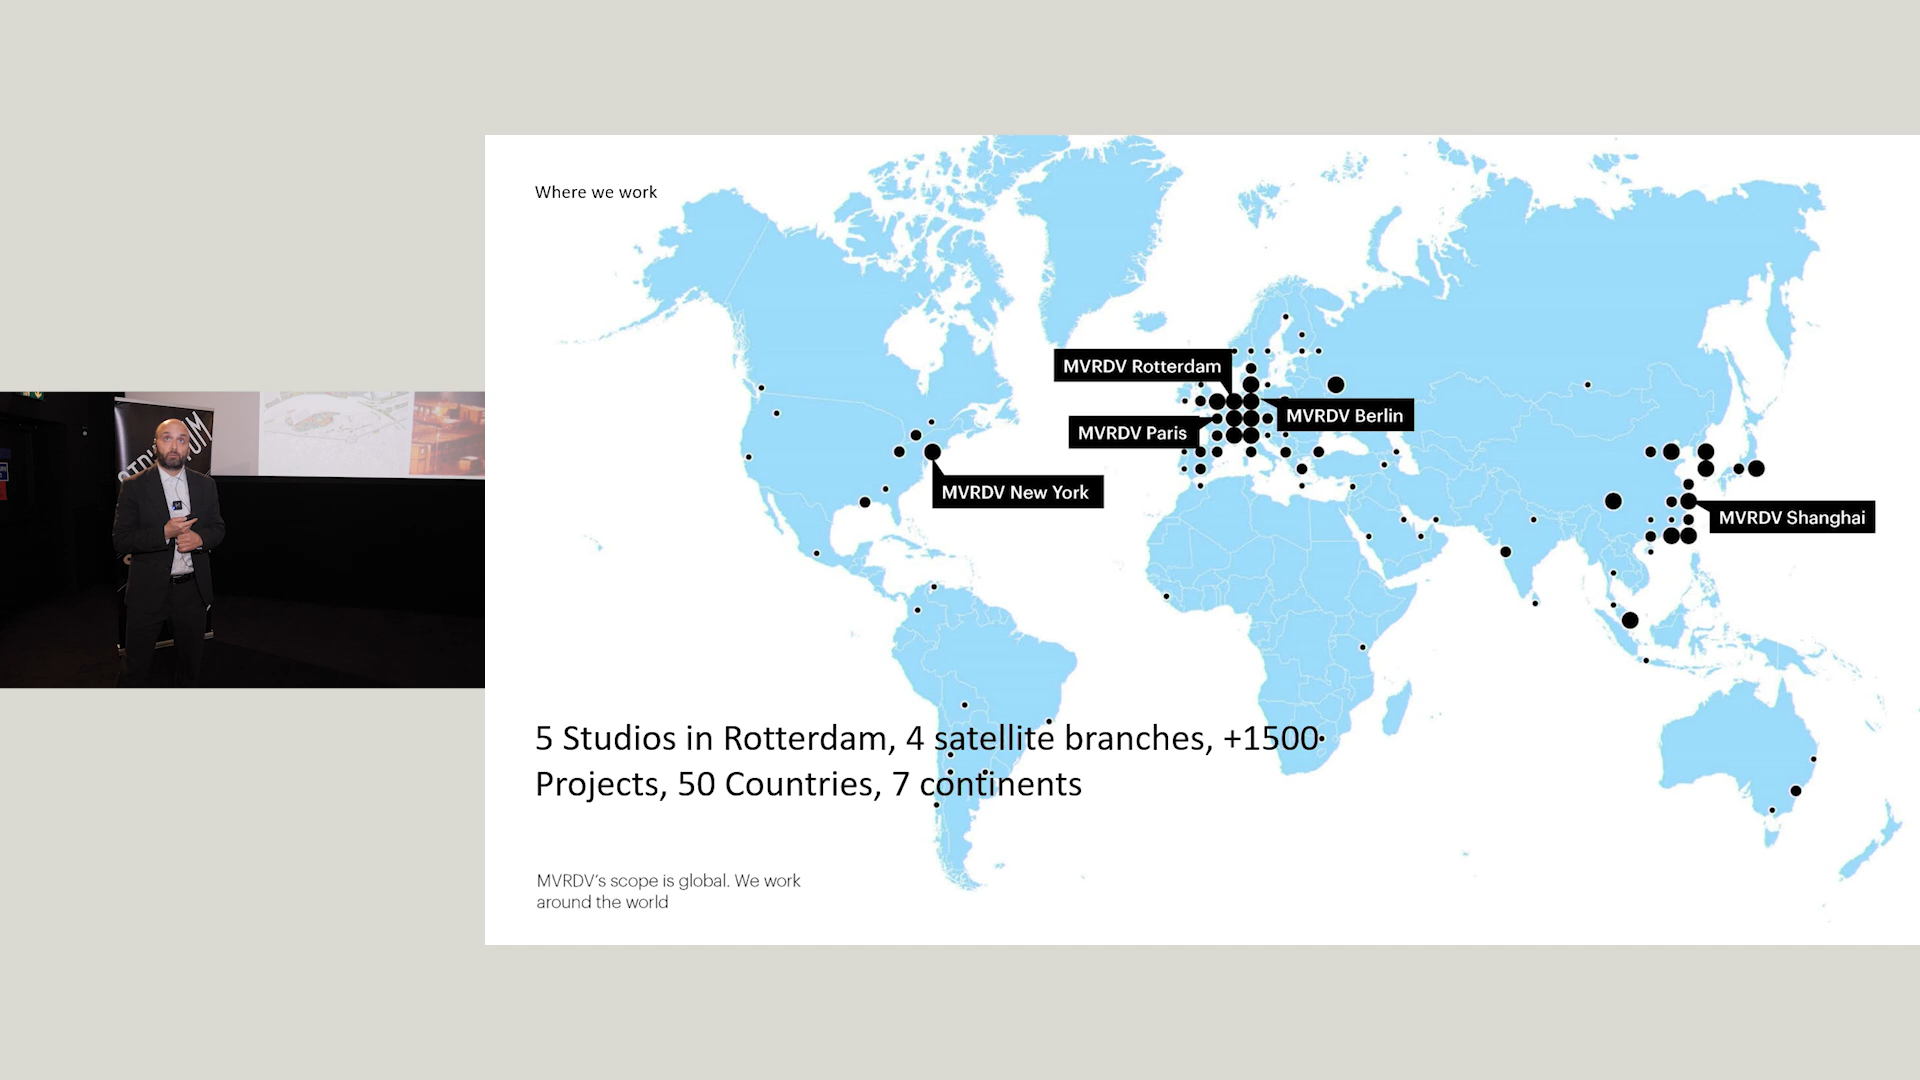 Where we work
MVRDV Rotterdam
MVRDV Berlin
MVRDV Paris
MVRDV New York
MVRDV Shanghai
5 Studios in Rotterdam, 4 satellite branches, +1500
Projects, 50 Countries, 7 continents
MVRDV's scope is global. We work
around the world